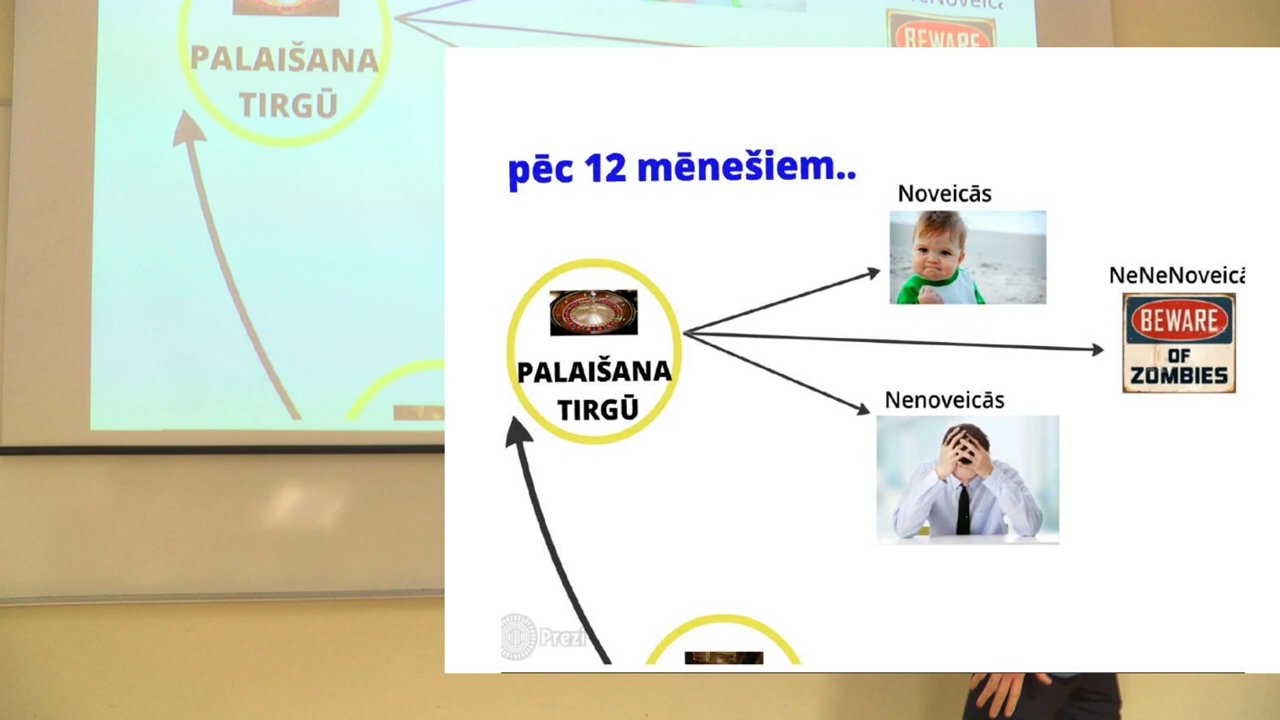 PALAIŠANA
TIRGŪ
BEWARE
pēc 12 mēnešiem..
Noveicās
NeNeNoveicā
BEWARE
OF
ZOMBIES
PALAIŠANA
TIRGŪ
Nenoveicās
Prezi